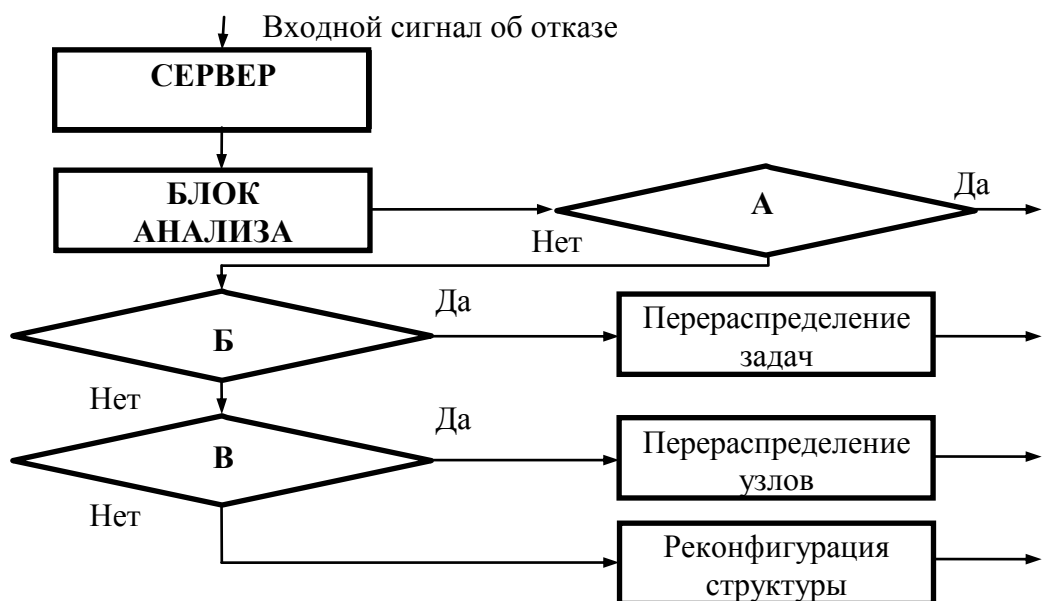 Входной сигнал об отказе
СЕРВЕР
БЛОК
АНАЛИЗА
А
Да
Нет
Б
Да
Перераспределение
задач
Нет
В
Да
Перераспределение
узлов
Нет
Реконфигурация
структуры